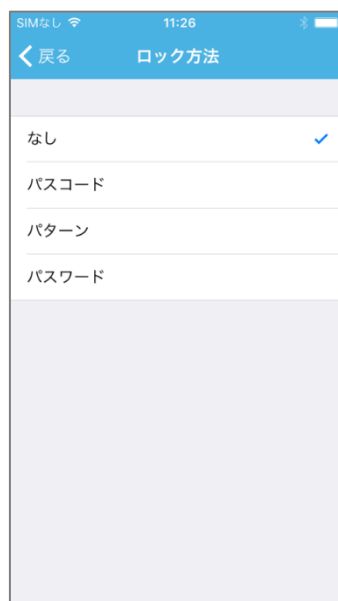 SIMなし 11:26
戻る ロック方法
なし
パスコード
パターン
パスワード